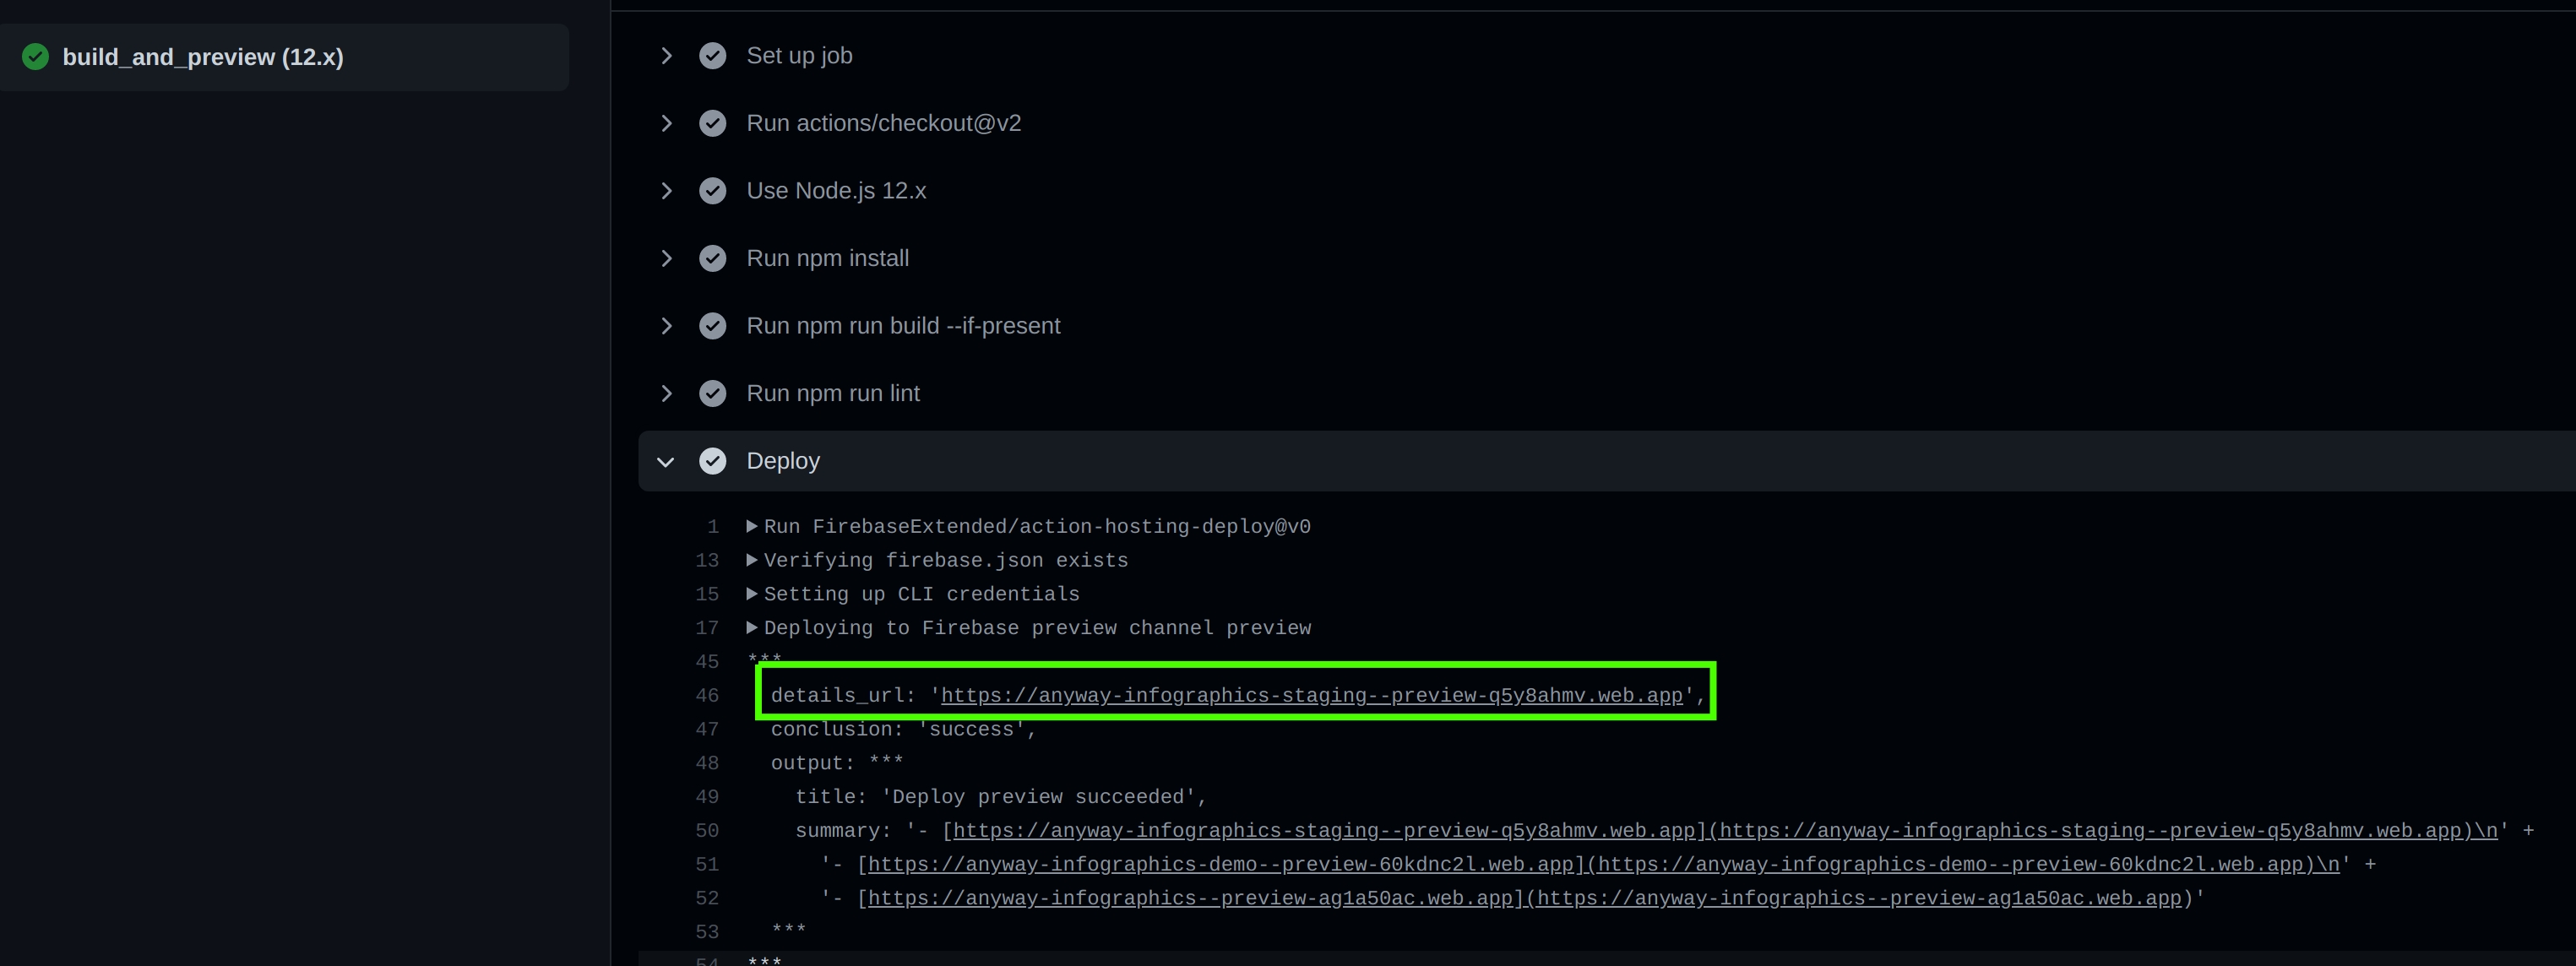 build_and_preview (12.x)
Set up job
Run actions/checkout@v2
Use Node.js 12.x
Run npm install
Run npm run build --if-present
Run npm run lint
Deploy
1 Run FirebaseExtended/action-hosting-deploy@v0
13 Verifying firebase.json exists
15 Setting up CLI credentials
17 Deploying to Firebase preview channel preview
45 ***
46 details_url: 'https://anyway-infographics-staging--preview-q5y8ahmv.web.app',
47 conclusion: 'success',
48 output: ***
49 title: 'Deploy preview succeeded',
50 summary: '- [https://anyway-infographics-staging--preview-q5y8ahmv.web.app](https://anyway-infographics-staging--preview-q5y8ahmv.web.app)\n' +
51 '- [https://anyway-infographics-demo--preview-60kdnc2l.web.app](https://anyway-infographics-demo--preview-60kdnc2l.web.app)\n' +
52 '- [https://anyway-infographics--preview-ag1a50ac.web.app](https://anyway-infographics--preview-ag1a50ac.web.app)'
53 ***
54 ***